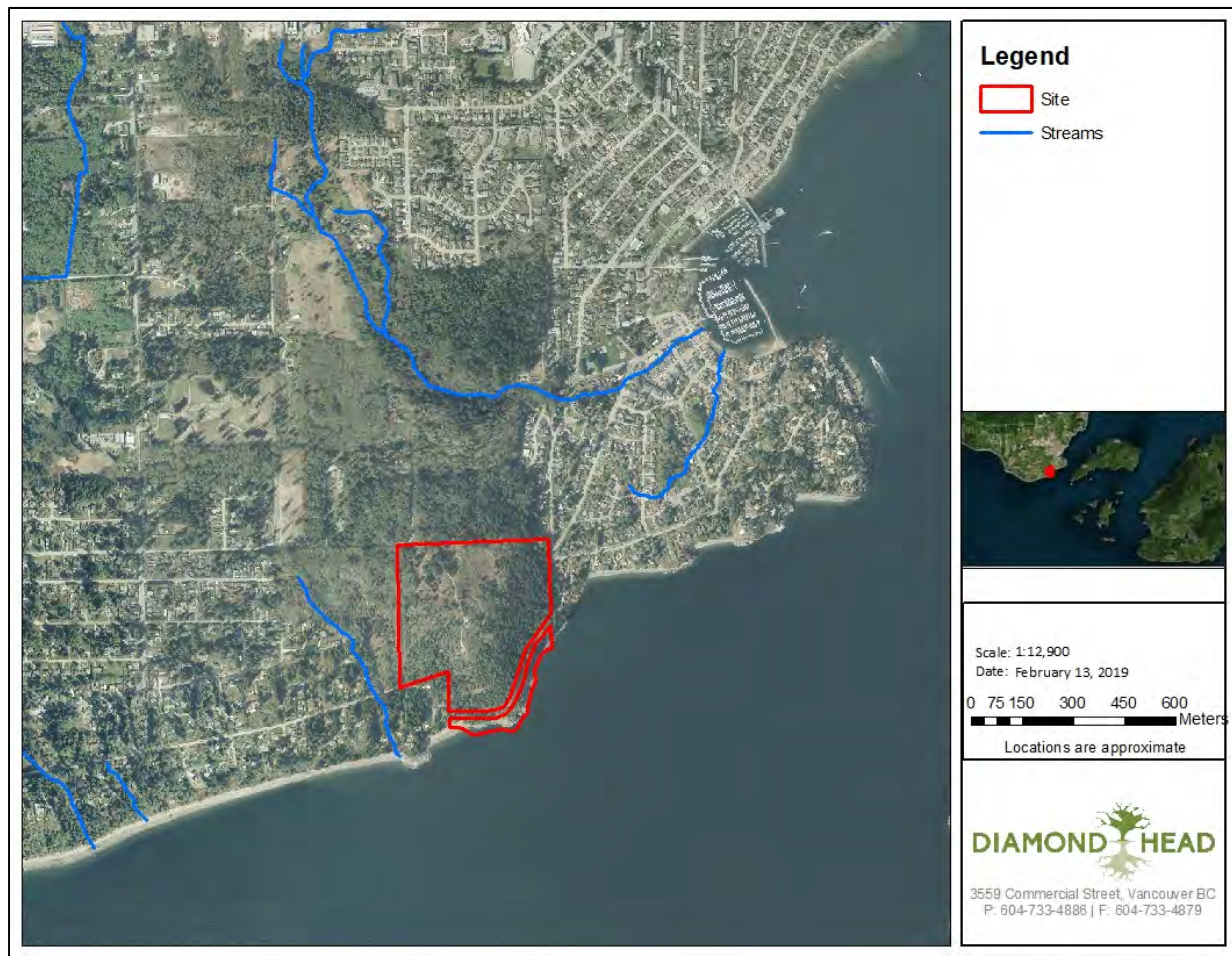 Legend
Site
Streams
Scale: 1:12,900
Date: February 13, 2019
0 75 150 300 450 600
Meters
Locations are approximate
DIAMOND HEAD
3559 Commercial Street, Vancouver BC
P: 604-733-4886 | F: 604-733-4879